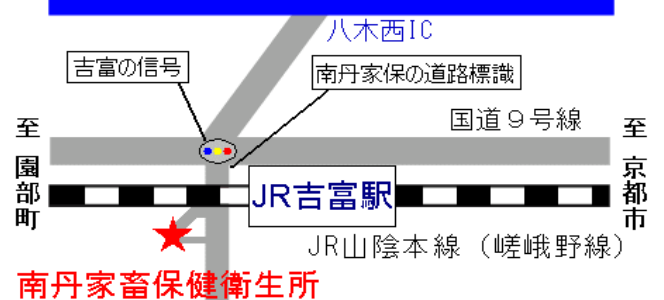 八木西IC
吉富の信号
南丹家保の道路標識
国道９号線
至園部町
至京都市
JR吉富駅
JR山陰本線（嵯峨野線）
南丹家畜保健衛生所